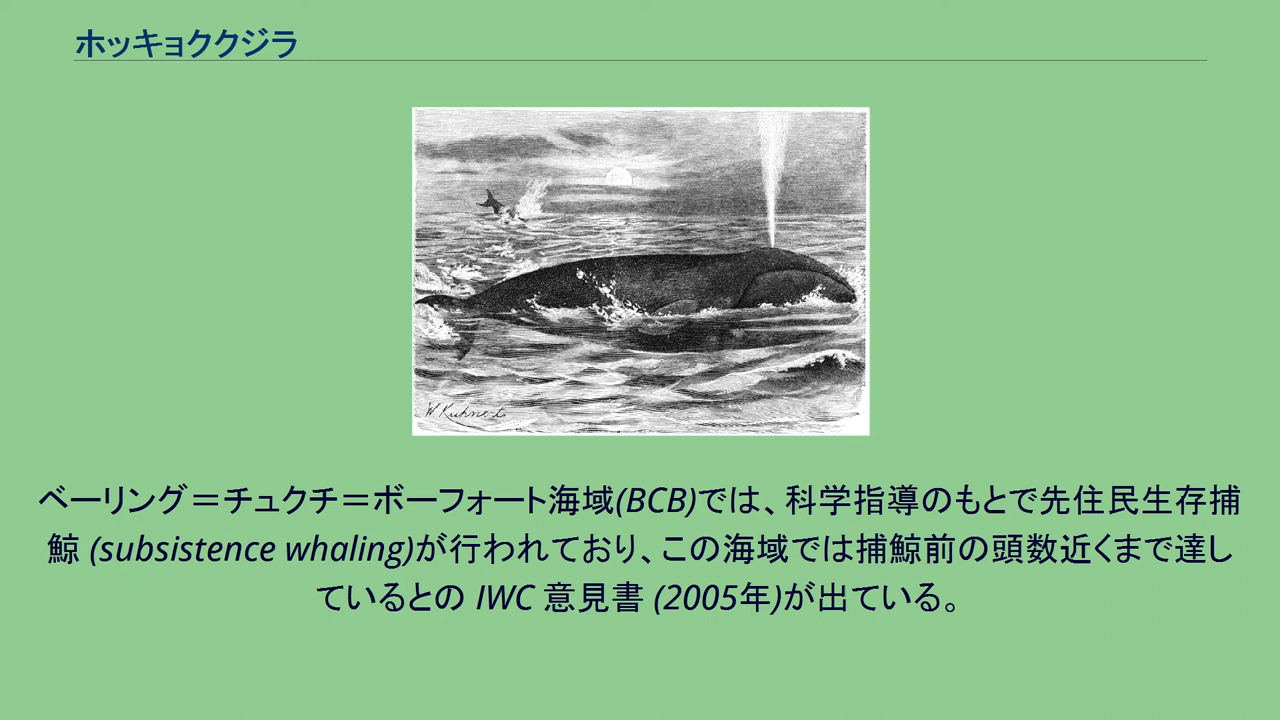 ホッキョククジラ
W. Kuhnert
ベーリング＝チュクチ＝ボーフォート海域(BCB)では、科学指導のもとで先住民生存捕
鯨 (subsistence whaling)が行われており、この海域では捕鯨前の頭数近くまで達し
ているとの IWC 意見書 (2005年)が出ている。